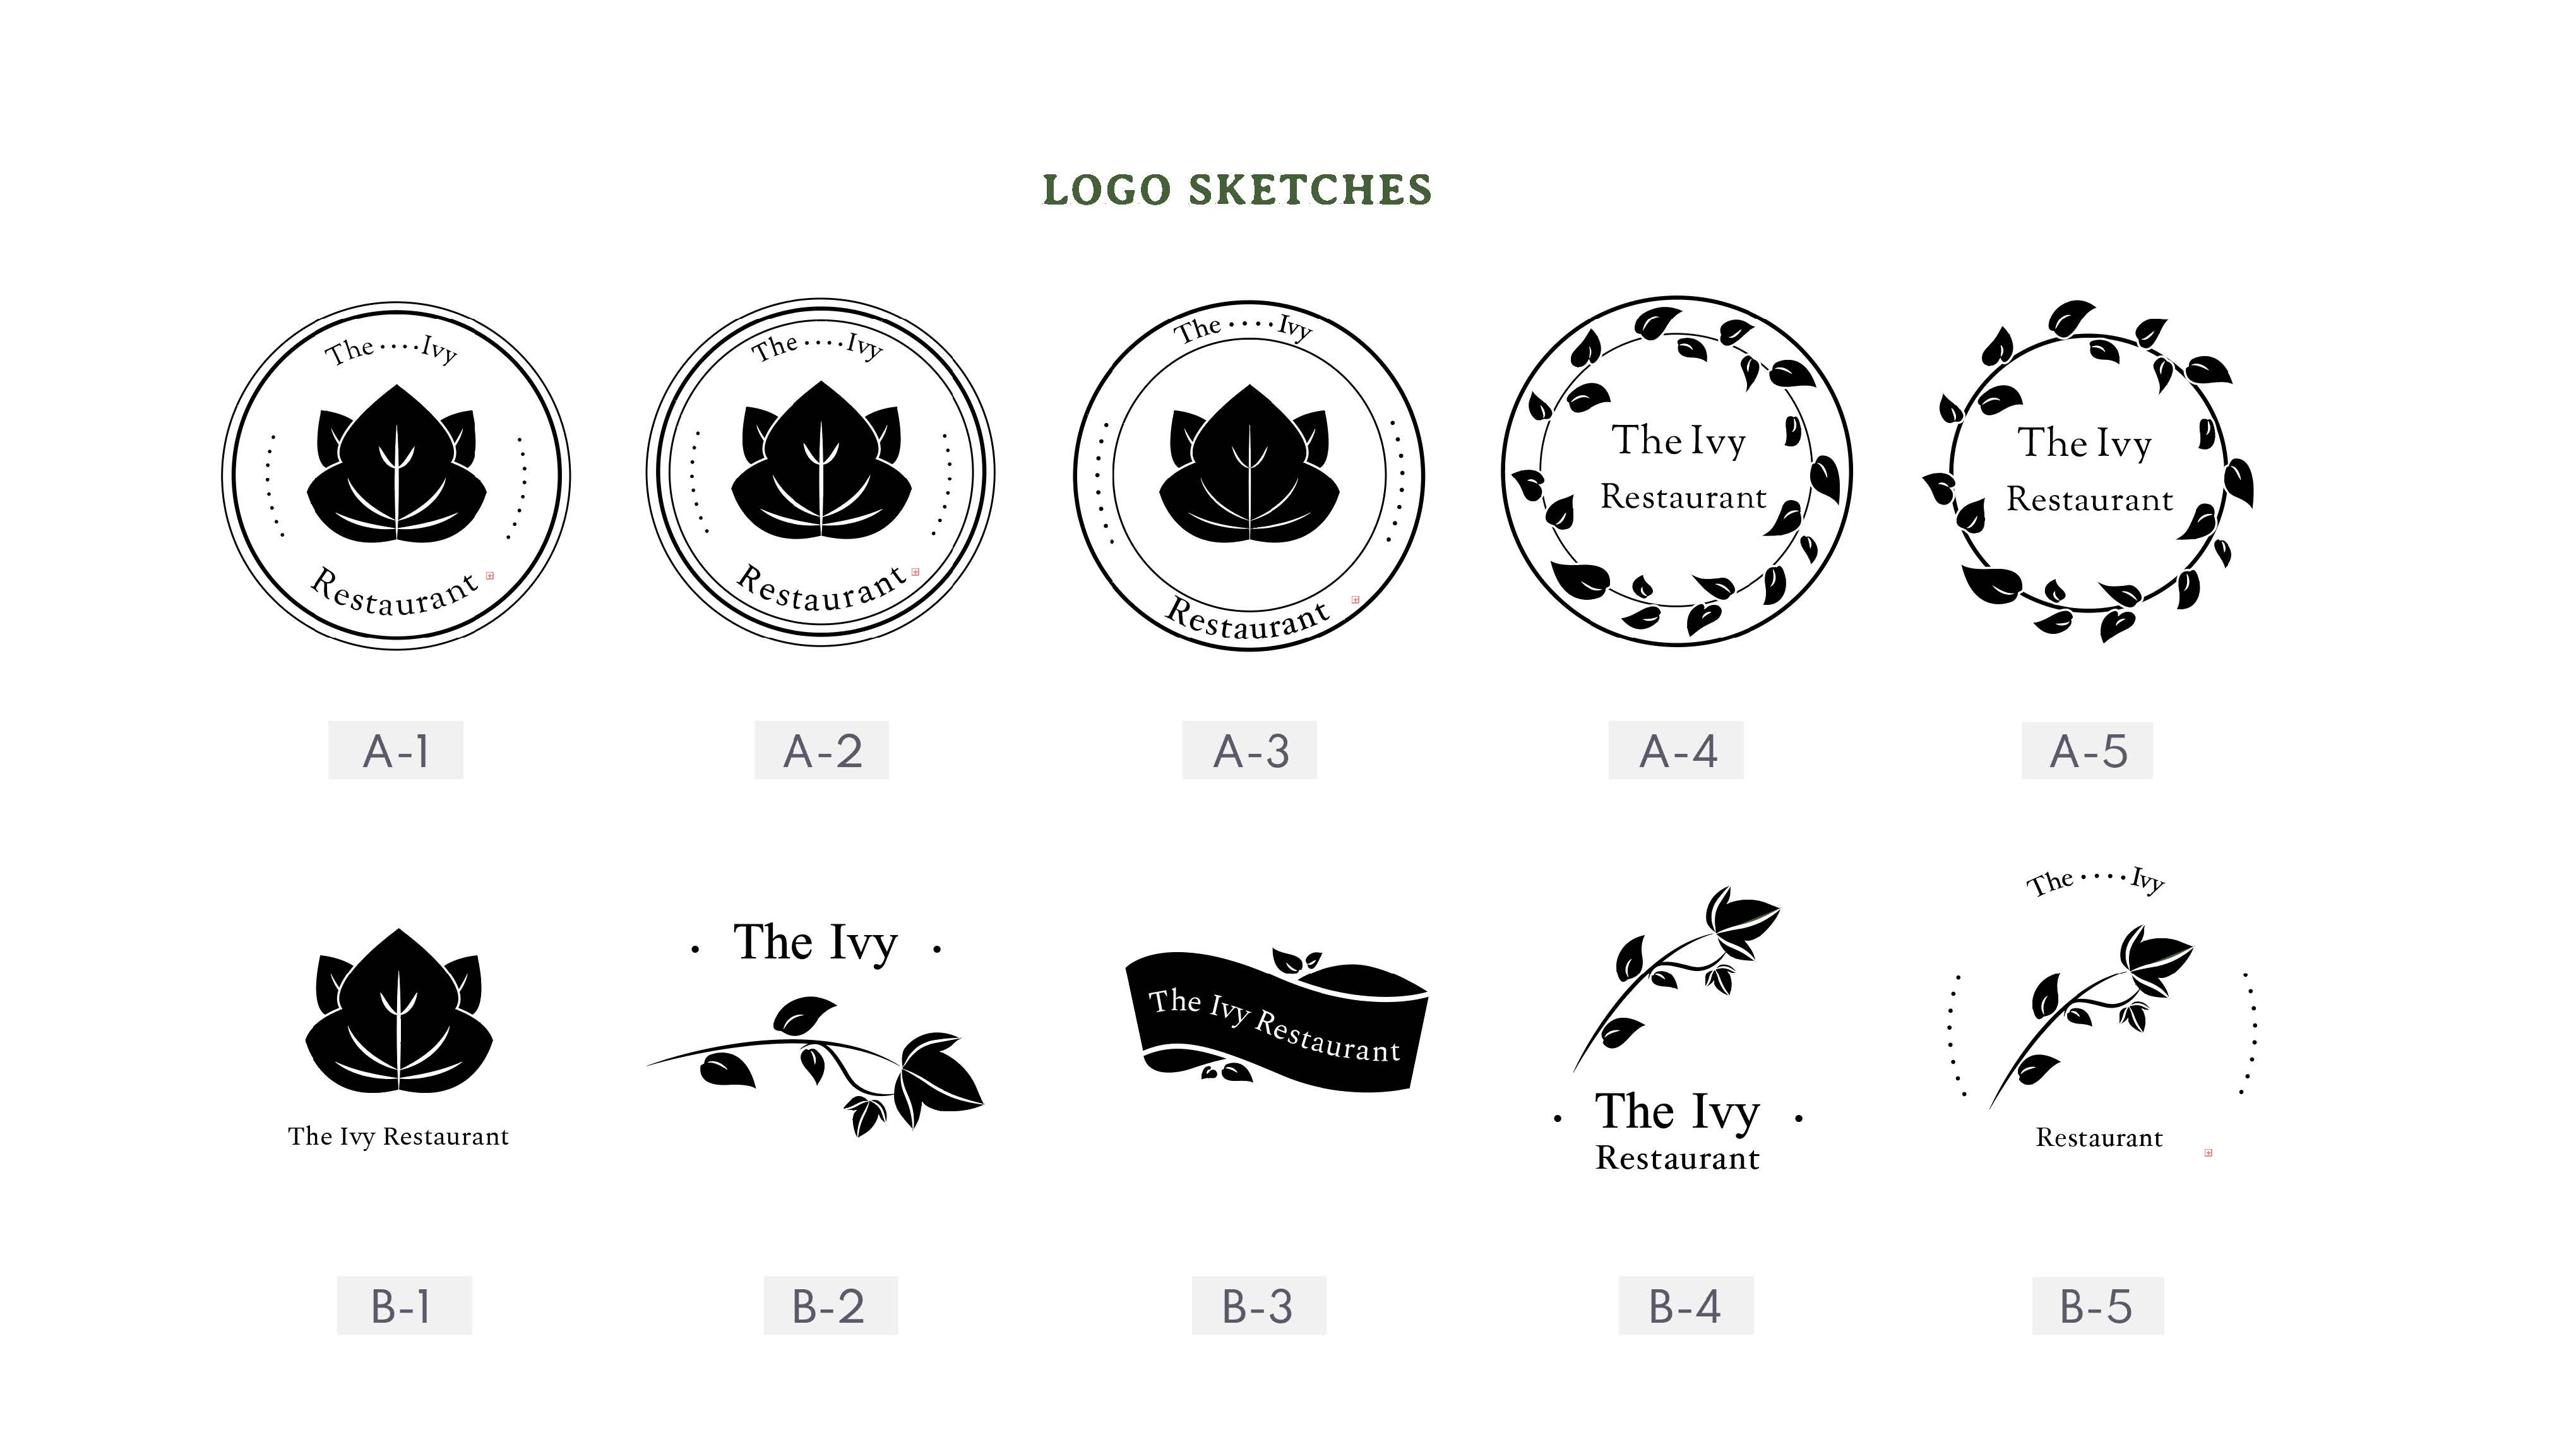 LOGO SKETCHES
The ···· Ivy
Restaurant
The ···· Ivy
Restaurant
The ···· Ivy
Restaurant
The Ivy
Restaurant
The Ivy
Restaurant
A-1
A-2
A-3
A-4
A-5
The Ivy Restaurant
· The Ivy ·
The Ivy Restaurant
· The Ivy ·
Restaurant
The ···· Ivy
Restaurant
B-1
B-2
B-3
B-4
B-5